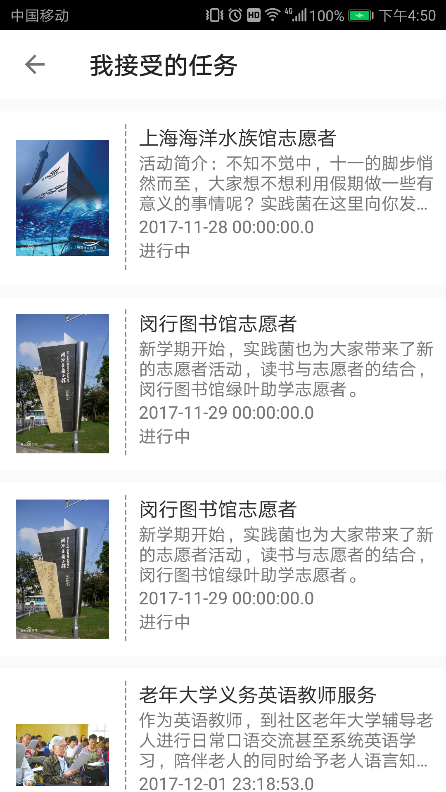 中国移动 HD 4G 100% 下午4:50
我接受的任务
上海海洋水族馆志愿者
活动简介：不知不觉中，十一的脚步悄
然而至，大家想不想利用假期做一些有
意义的事情呢？实践菌在这里向你发…
2017-11-28 00:00:00.0
进行中
闵行图书馆志愿者
新学期开始，实践菌也为大家带来了新
的志愿者活动，读书与志愿者的结合，
闵行图书馆绿叶助学志愿者。
2017-11-29 00:00:00.0
进行中
闵行图书馆志愿者
新学期开始，实践菌也为大家带来了新
的志愿者活动，读书与志愿者的结合，
闵行图书馆绿叶助学志愿者。
2017-11-29 00:00:00.0
进行中
老年大学义务英语教师服务
作为英语教师，到社区老年大学辅导老
人进行日常口语交流甚至系统英语学
习，陪伴老人的同时给予老人语言知…
2017-12-01 23:18:53.0